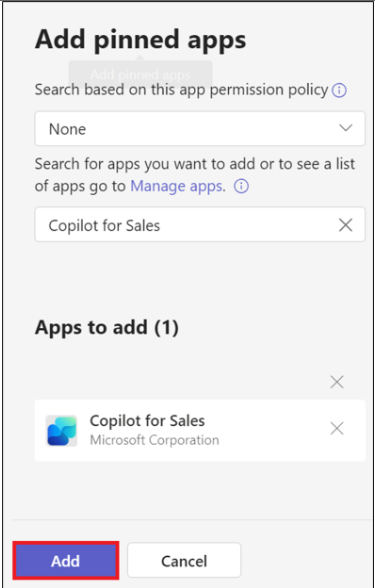 Add pinned apps
Add pinned apps
Search based on this app permission policy
None
Search for apps you want to add or to see a list
of apps go to Manage apps.
Copilot for Sales
Apps to add (1)
Copilot for Sales
Microsoft Corporation
Add
Cancel